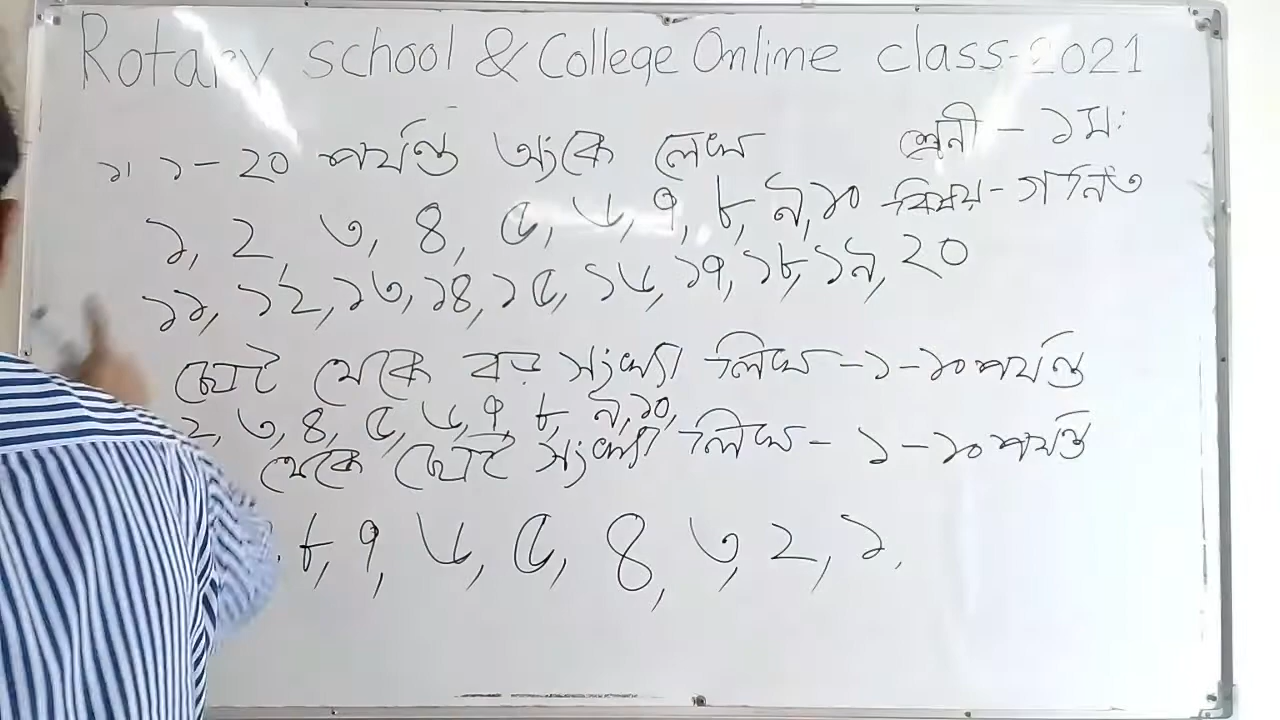 Rotary school & College Online class-2021
শ্রেনী - ১মঃ
১। ১-২০ পর্যন্ত অংকে লেখ
বিষয় - গনিত
১, ২, ৩, ৪, ৫, ৬, ৭, ৮, ৯, ১০
১১, ১২, ১৩, ১৪, ১৫, ১৬, ১৭, ১৮, ১৯, ২০
ছোট থেকে বড় সংখ্যা লিখ - ১-১০ পর্যন্ত
২, ৩, ৪, ৫, ৬, ৭, ৮, ৯, ১০,
থেকে ছোট সংখ্যা লিখ - ১-১০ পর্যন্ত
৮, ৭, ৬, ৫, ৪, ৩, ২, ১.